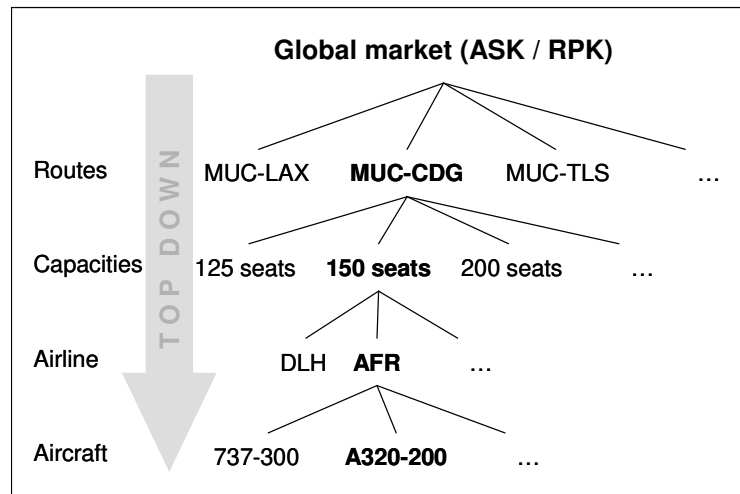 Global market (ASK / RPK)
TOP DOWN
Routes MUC-LAX MUC-CDG MUC-TLS ...
Capacities 125 seats 150 seats 200 seats ...
Airline DLH AFR ...
Aircraft 737-300 A320-200 ...